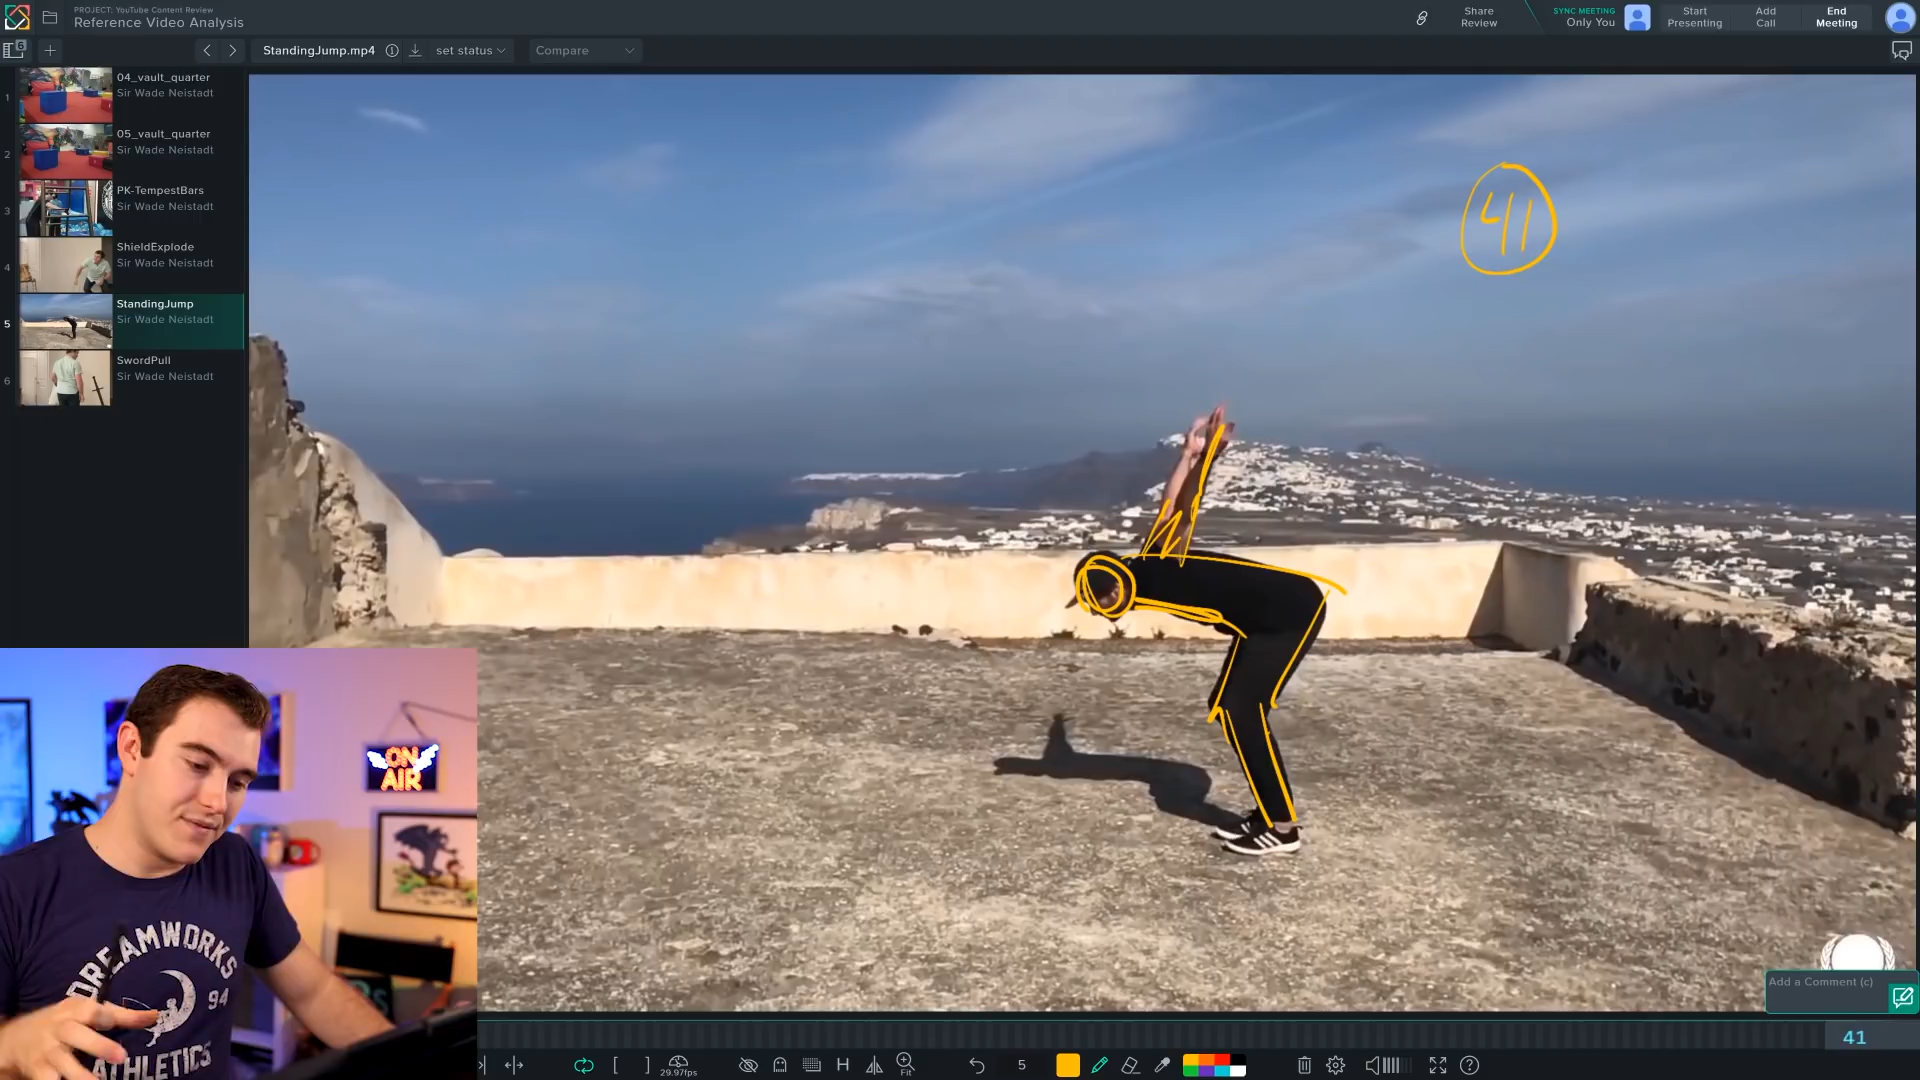 PROJECT: YouTube Content Review
Reference Video Analysis
Share Review
SYNC MEETING
Only You
Start Presenting
Add Call
End Meeting
6
StandingJump.mp4
set status
Compare
1
04_vault_quarter
Sir Wade Neistadt
2
05_vault_quarter
Sir Wade Neistadt
3
PK-TempestBars
Sir Wade Neistadt
4
ShieldExplode
Sir Wade Neistadt
5
StandingJump
Sir Wade Neistadt
6
SwordPull
Sir Wade Neistadt
41
ON AIR
DREAMWORKS
94
ATHLETICS
Add a Comment (c)
41
29.97fps
H
Fit
5